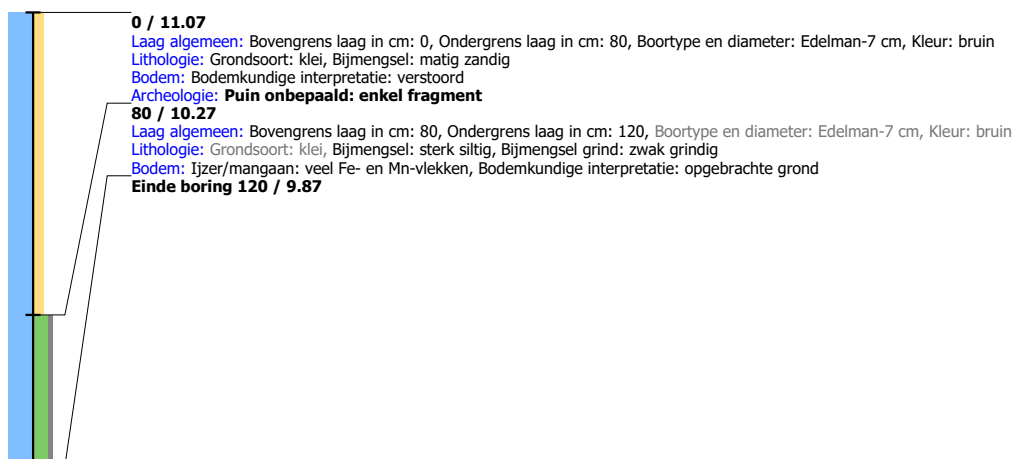 0 / 11.07
Laag algemeen: Bovengrens laag in cm: 0, Ondergrens laag in cm: 80, Boortype en diameter: Edelman-7 cm, Kleur: bruin
Lithologie: Grondsoort: klei, Bijmengsel: matig zandig
Bodem: Bodemkundige interpretatie: verstoord
Archeologie: Puin onbepaald: enkel fragment
80 / 10.27
Laag algemeen: Bovengrens laag in cm: 80, Ondergrens laag in cm: 120, Boortype en diameter: Edelman-7 cm, Kleur: bruin
Lithologie: Grondsoort: klei, Bijmengsel: sterk siltig, Bijmengsel grind: zwak grindig
Bodem: Ijzer/mangaan: veel Fe- en Mn-vlekken, Bodemkundige interpretatie: opgebrachte grond
Einde boring 120 / 9.87